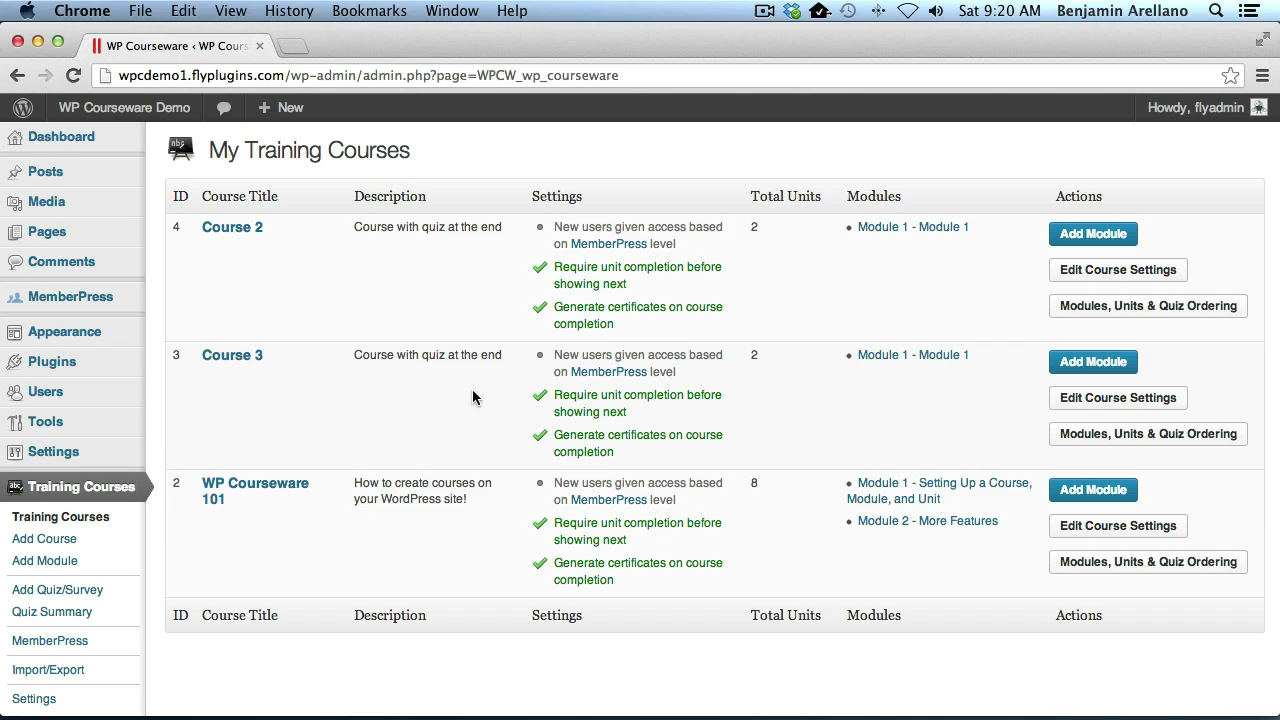 Chrome File Edit View History Bookmarks Window Help Sat 9:20 AM Benjamin Arellano
WP Courseware ‹ WP Cours
wpcdemo1.flyplugins.com/wp-admin/admin.php?page=WPCW_wp_courseware
WP Courseware Demo New Howdy, flyadmin
Dashboard
Posts
Media
Pages
Comments
MemberPress
Appearance
Plugins
Users
Tools
Settings
abc Training Courses
Training Courses
Add Course
Add Module
Add Quiz/Survey
Quiz Summary
MemberPress
Import/Export
Settings
abc My Training Courses
ID Course Title Description Settings Total Units Modules Actions
4 Course 2 Course with quiz at the end New users given access based 2 Module 1 - Module 1 Add Module
on MemberPress level
Require unit completion before Edit Course Settings
showing next
Generate certificates on course Modules, Units & Quiz Ordering
completion
3 Course 3 Course with quiz at the end New users given access based 2 Module 1 - Module 1 Add Module
on MemberPress level
Require unit completion before Edit Course Settings
showing next
Generate certificates on course Modules, Units & Quiz Ordering
completion
2 WP Courseware How to create courses on New users given access based 8 Module 1 - Setting Up a Course, Add Module
101 your WordPress site! on MemberPress level Module, and Unit
Require unit completion before Module 2 - More Features Edit Course Settings
showing next
Generate certificates on course Modules, Units & Quiz Ordering
completion
ID Course Title Description Settings Total Units Modules Actions